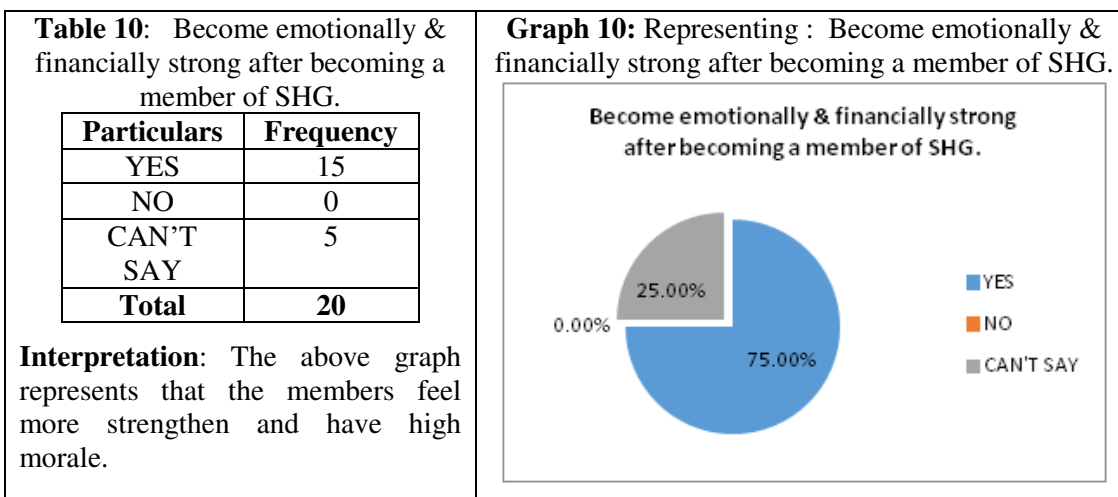 Table 10: Become emotionally &
financially strong after becoming a
member of SHG.
Particulars Frequency
YES 15
NO 0
CAN'T 5
SAY
Total 20
Interpretation: The above graph
represents that the members feel
more strengthen and have high
morale.
Graph 10: Representing : Become emotionally &
financially strong after becoming a member of SHG.
Become emotionally & financially strong
after becoming a member of SHG.
25.00%
0.00%
75.00%
YES
NO
CAN'T SAY